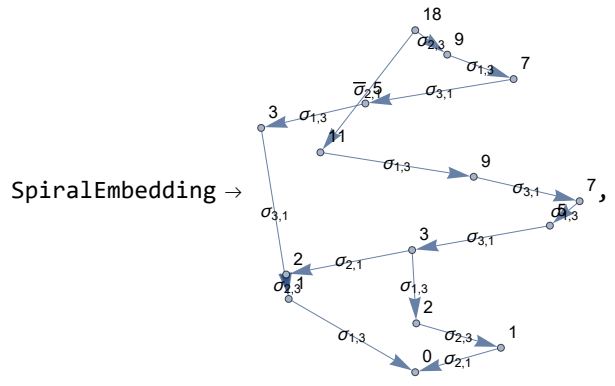 18
σ2,3 9
σ1,3 7
σ̅2,1 5 σ3,1
3 σ1,3
11
σ1,3 9
SpiralEmbedding → σ3,1 7 ,
σ3,1 5 σ1,3
3 σ3,1
2 σ2,1
σ2,3 1 σ1,3 2
σ1,3 σ2,3 1
0 σ2,1